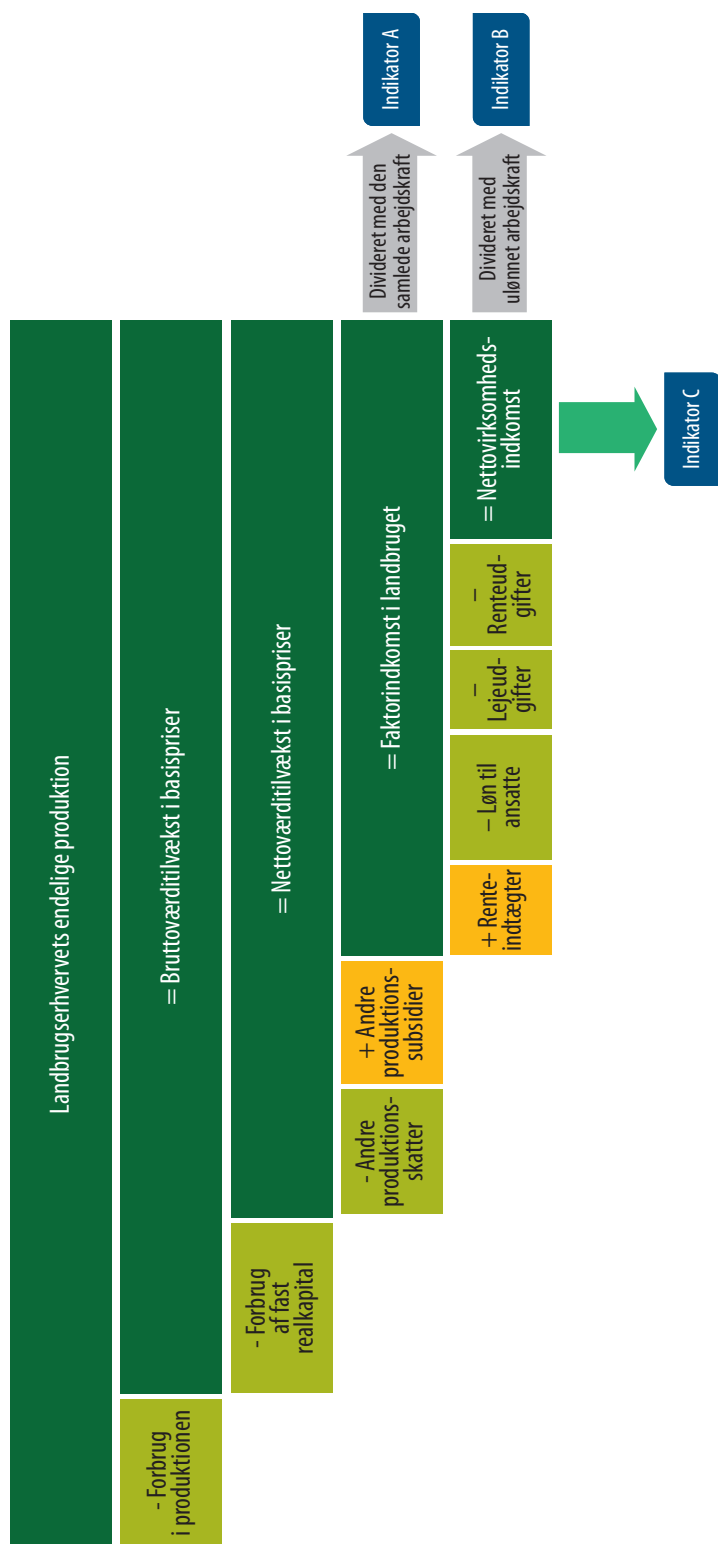 Landbrugserhvervets endelige produktion
- Forbrug
i produktionen
= Bruttoværditilvækst i basispriser
- Forbrug
af fast
realkapital
= Nettoværditilvækst i basispriser
- Andre
produktions-
skatter
+ Andre
produktions-
subsidier
= Faktorindkomst i landbruget
Divideret med den
samlede arbejdskraft
Indikator A
+ Rente-
indtægter
– Løn til
ansatte
–
Lejeud-
gifter
–
Renteud-
gifter
= Nettovirksomheds-
indkomst
Divideret med
ulønnet arbejdskraft
Indikator B
Indikator C